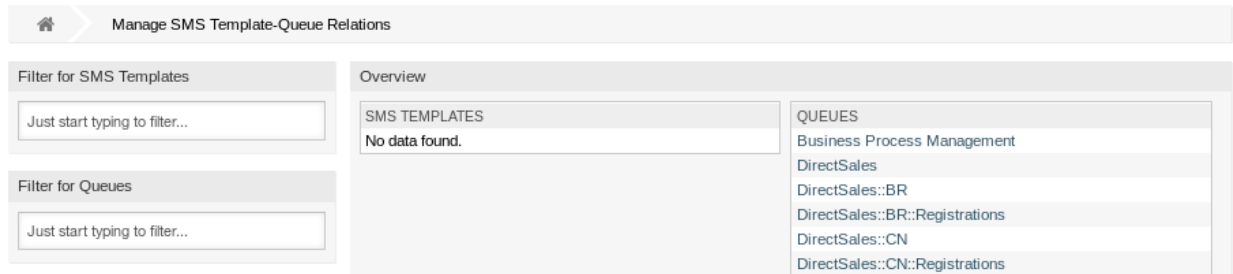 Manage SMS Template-Queue Relations
Filter for SMS Templates
Just start typing to filter...
Filter for Queues
Just start typing to filter...
Overview
SMS TEMPLATES
No data found.
QUEUES
Business Process Management
DirectSales
DirectSales::BR
DirectSales::BR::Registrations
DirectSales::CN
DirectSales::CN::Registrations